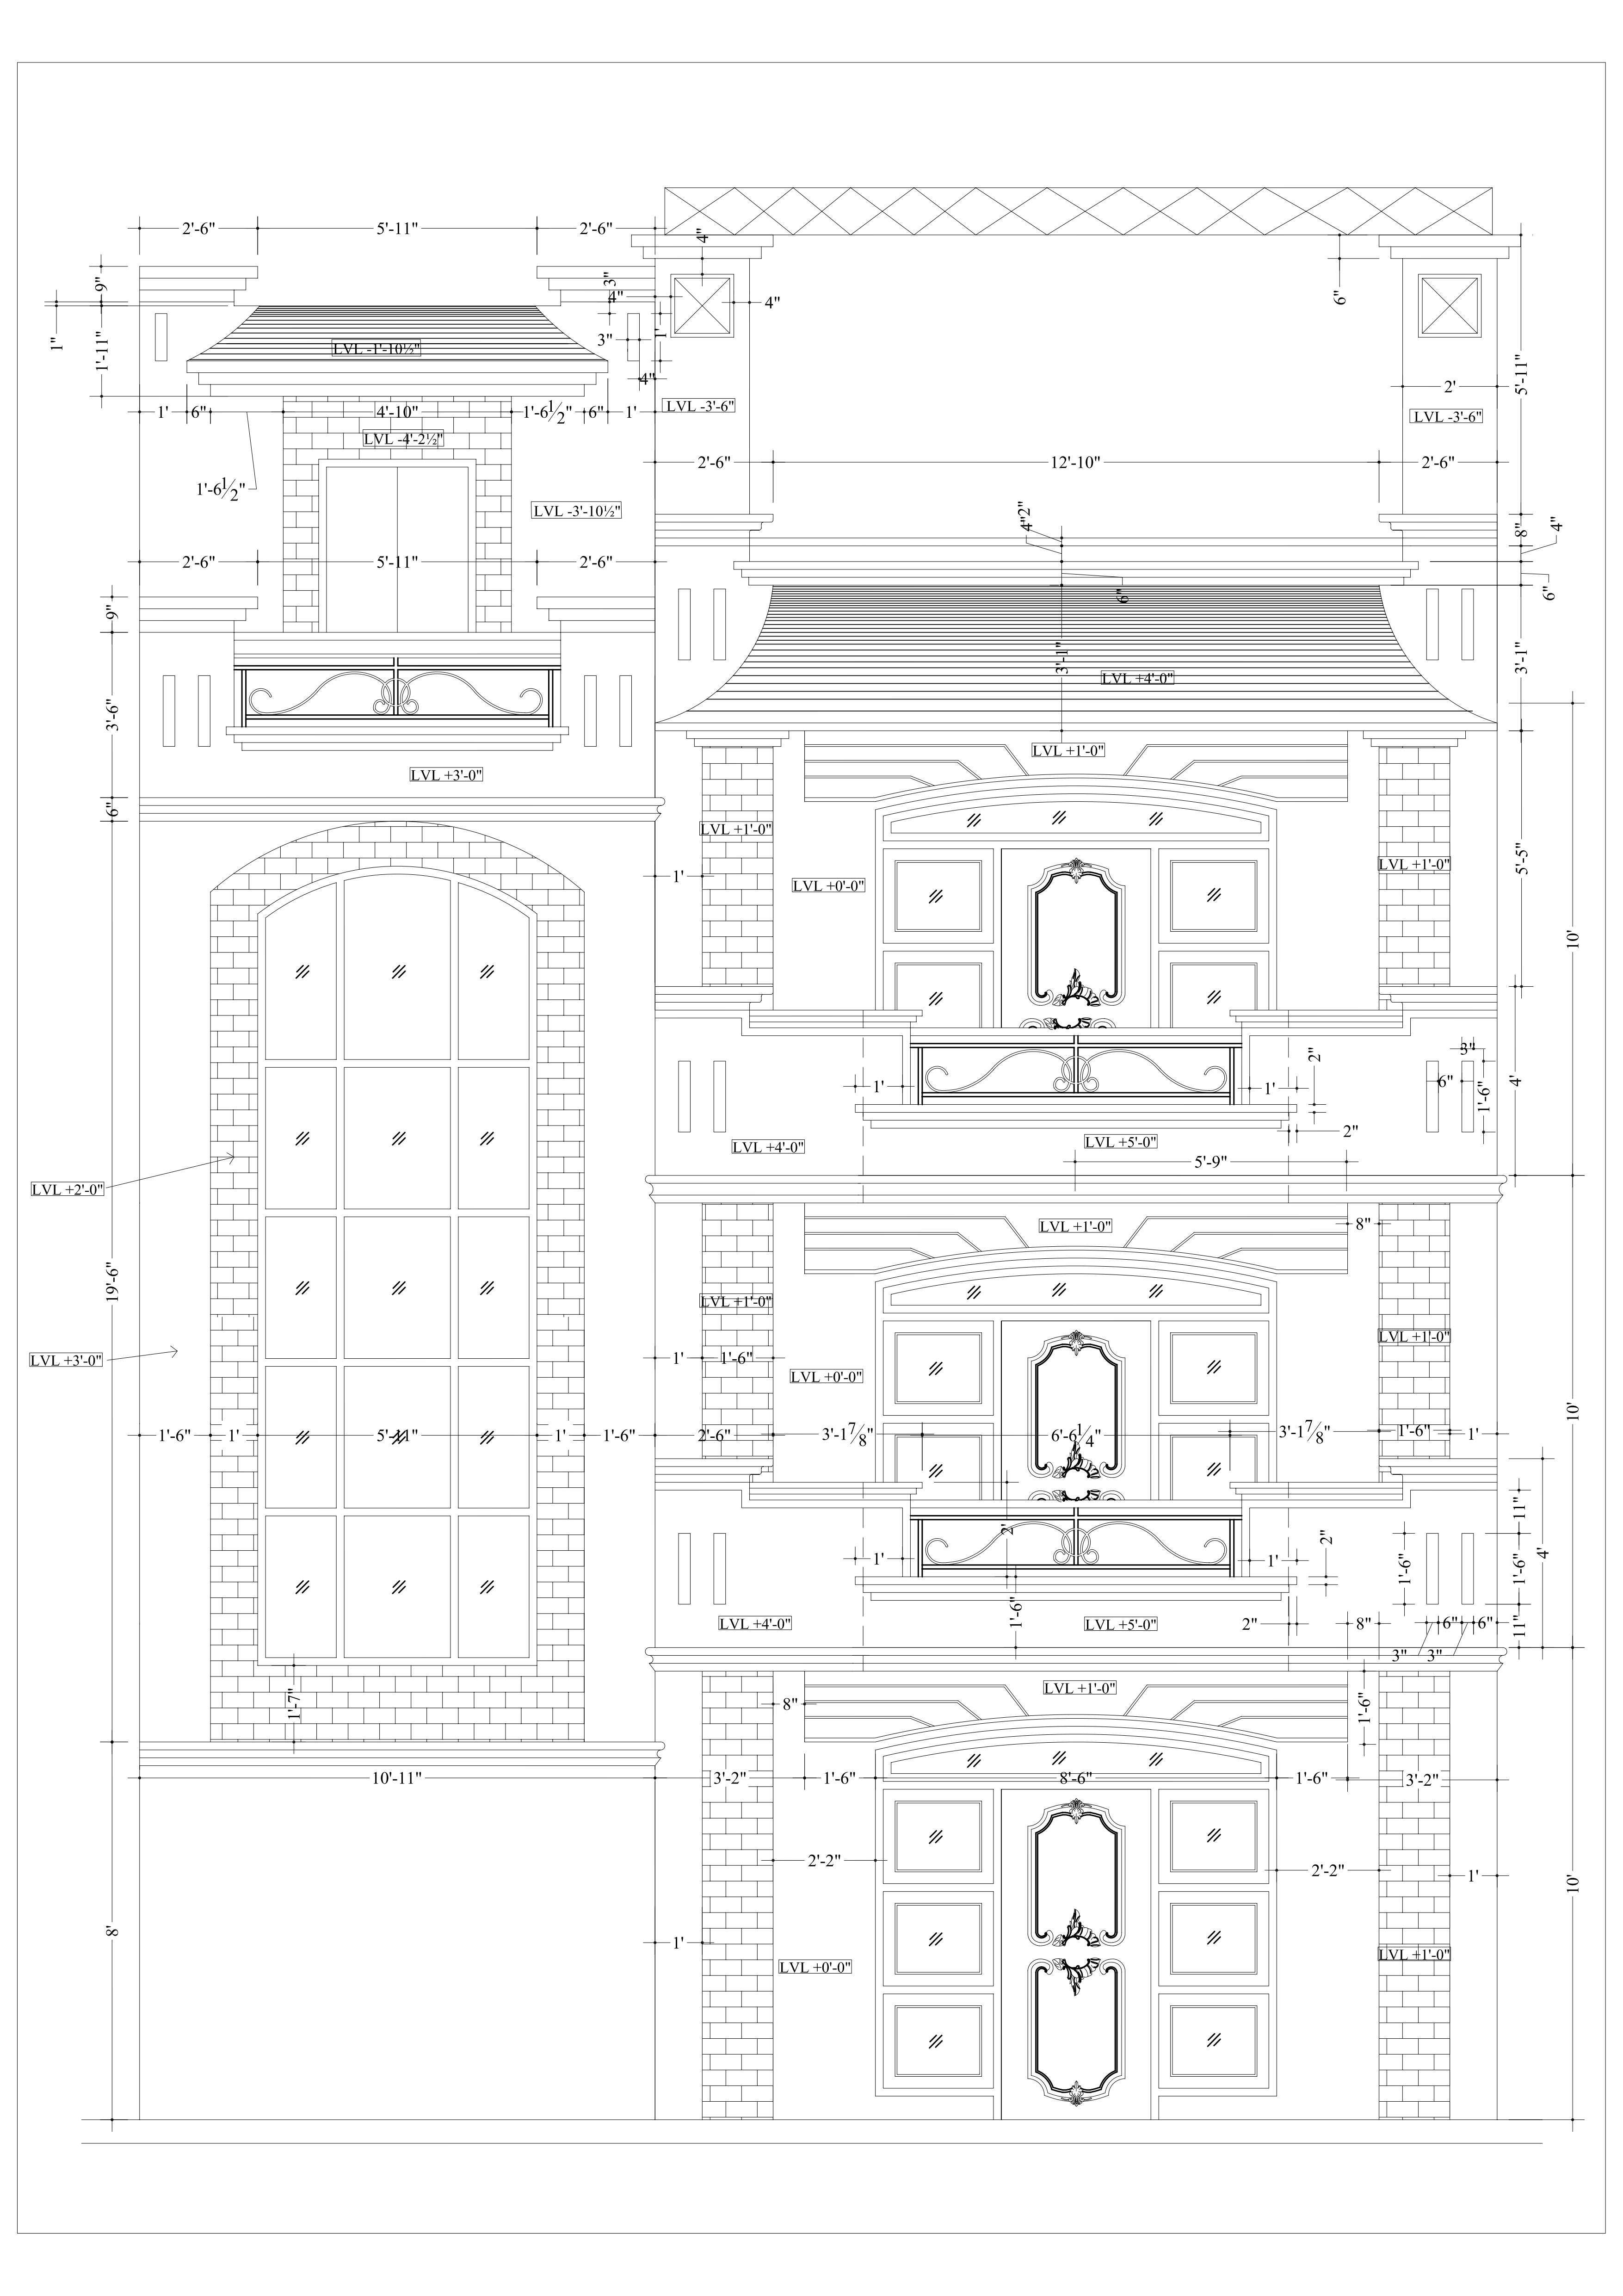 4"
2'-6" 5'-11" 2'-6"
9"
3"
4"
4"
6"
1"
1'-11"
3"
1'
LVL -1'-10½"
4"
2'
5'-11"
LVL -3'-6"
LVL -3'-6"
1' 6" 4'-10" 1'-6½" 6" 1'
LVL -4'-2½"
2'-6" 12'-10" 2'-6"
1'-6½"
LVL -3'-10½"
2"
4"
8"
4"
2'-6" 5'-11" 2'-6"
6"
6"
9"
3'-1"
3'-1"
LVL +4'-0"
3'-6"
LVL +1'-0"
LVL +3'-0"
6"
LVL +1'-0"
LVL +1'-0"
5'-5"
1'
LVL +0'-0"
10'
3"
2"
1' 1'
6"
1'-6"
4'
2"
LVL +4'-0"
LVL +5'-0"
5'-9"
LVL +2'-0"
LVL +1'-0"
8"
19'-6"
LVL +1'-0"
LVL +1'-0"
LVL +3'-0"
1' 1'-6"
LVL +0'-0"
10'
1'-6" 1' 5'-11" 1' 1'-6" 2'-6" 3'-1⅞" 6'-6¼" 3'-1⅞" 1'-6" 1'
11"
2"
2"
1' 1'
1'-6"
1'-6"
4'
1'-6"
LVL +4'-0"
LVL +5'-0"
2" 8" 6" 6"
11"
3" 3"
LVL +1'-0"
1'-7"
8"
1'-6"
10'-11" 3'-2" 1'-6" 8'-6" 1'-6" 3'-2"
2'-2" 2'-2"
1'
10'
8'
1'
LVL +1'-0"
LVL +0'-0"